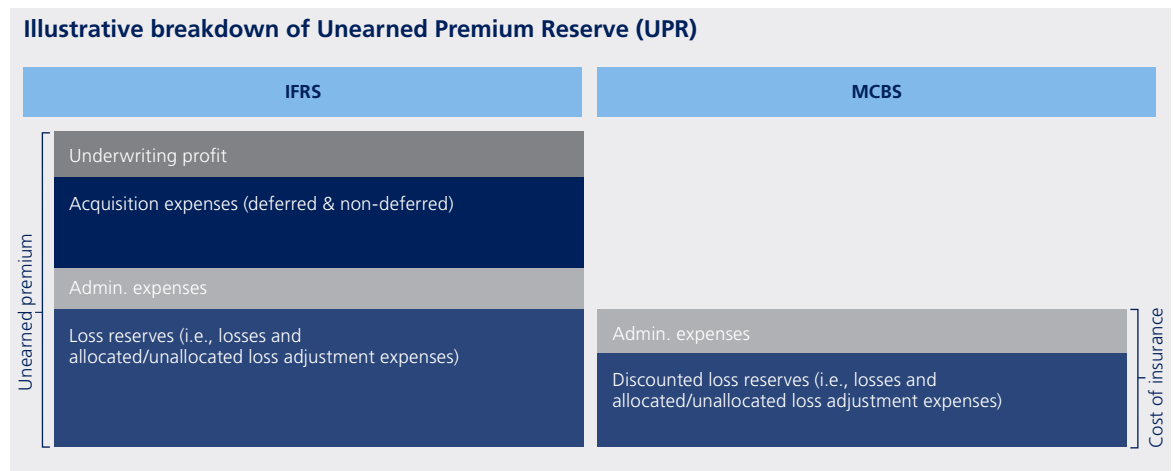 Illustrative breakdown of Unearned Premium Reserve (UPR)
IFRS
MCBS
Unearned premium
Underwriting profit
Acquisition expenses (deferred & non-deferred)
Admin. expenses
Loss reserves (i.e., losses and
allocated/unallocated loss adjustment expenses)
Admin. expenses
Discounted loss reserves (i.e., losses and
allocated/unallocated loss adjustment expenses)
Cost of insurance